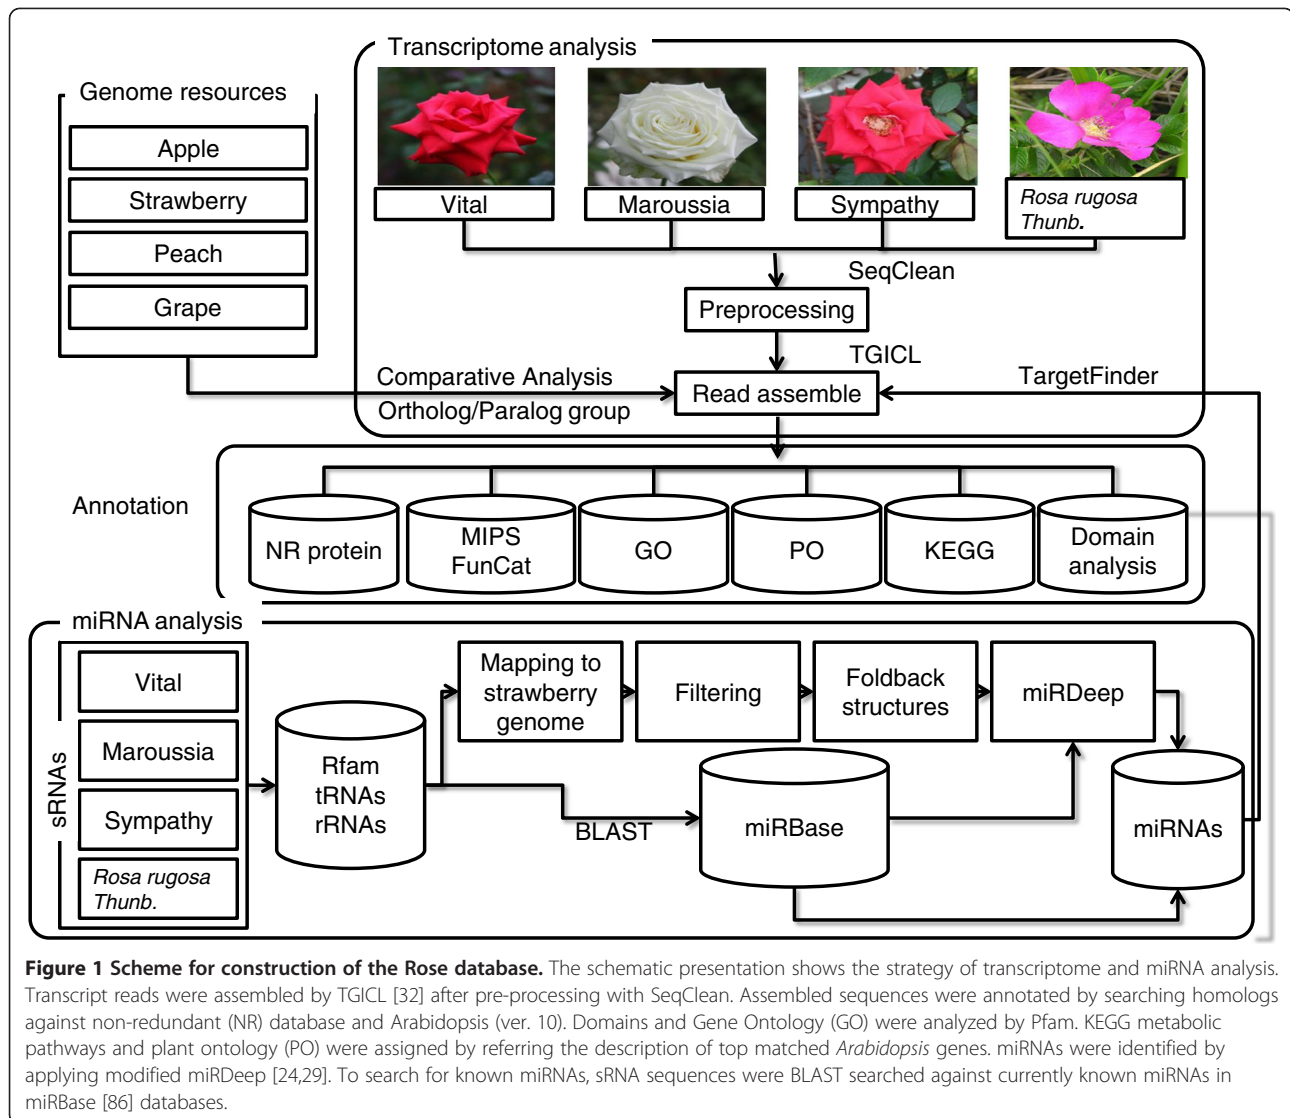 Transcriptome analysis
Genome resources
Apple
Strawberry
Peach
Grape
Vital
Maroussia
Sympathy
Rosa rugosa
Thunb.
SeqClean
Preprocessing
TGICL
Comparative Analysis
Ortholog/Paralog group
Read assemble
TargetFinder
Annotation
NR protein
MIPS
FunCat
GO
PO
KEGG
Domain
analysis
miRNA analysis
sRNAs
Vital
Maroussia
Sympathy
Rosa rugosa
Thunb.
Rfam
tRNAs
rRNAs
Mapping to
strawberry
genome
Filtering
Foldback
structures
miRDeep
BLAST
miRBase
miRNAs
Figure 1 Scheme for construction of the Rose database. The schematic presentation shows the strategy of transcriptome and miRNA analysis.
Transcript reads were assembled by TGICL [32] after pre-processing with SeqClean. Assembled sequences were annotated by searching homologs
against non-redundant (NR) database and Arabidopsis (ver. 10). Domains and Gene Ontology (GO) were analyzed by Pfam. KEGG metabolic
pathways and plant ontology (PO) were assigned by referring the description of top matched Arabidopsis genes. miRNAs were identified by
applying modified miRDeep [24,29]. To search for known miRNAs, sRNA sequences were BLAST searched against currently known miRNAs in
miRBase [86] databases.